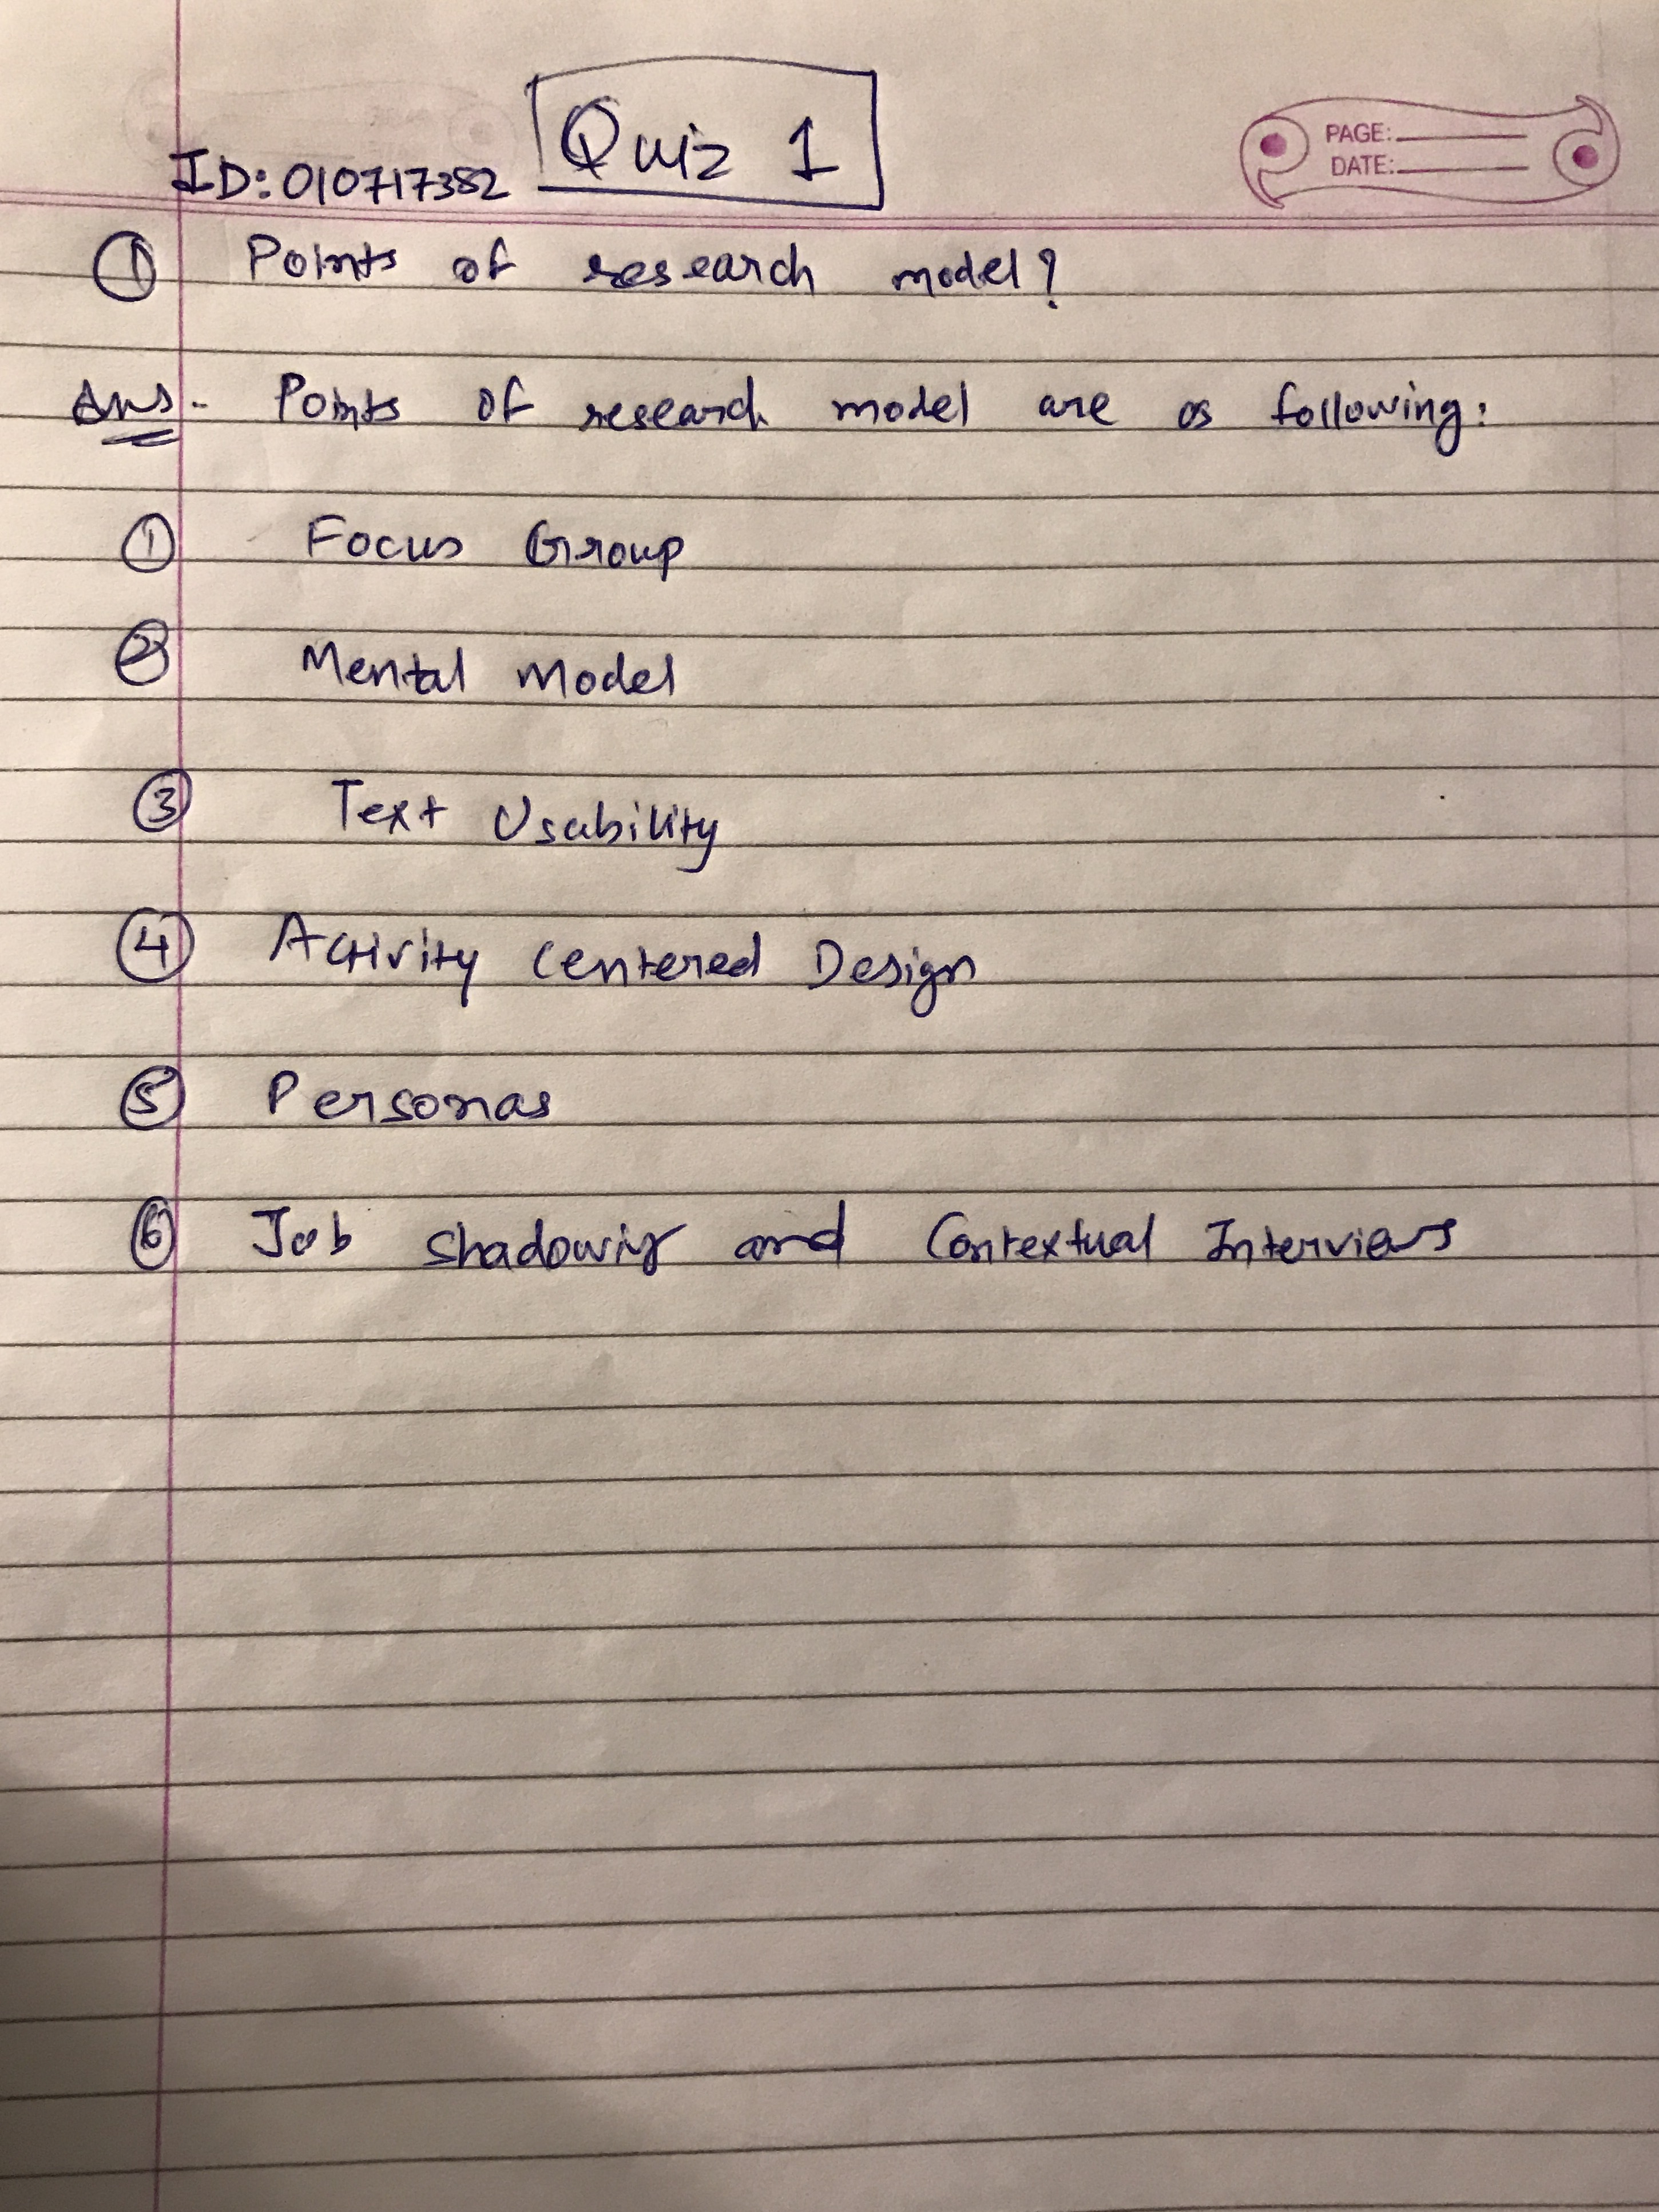 Quiz 1
PAGE:
DATE:
ID: 010717382
① Points of research model?
Ans - Points of research model are as following:
① Focus Group
② Mental Model
③ Text Usability
④ Activity Centered Design
⑤ Personas
⑥ Job shadowing and Contextual Interviews